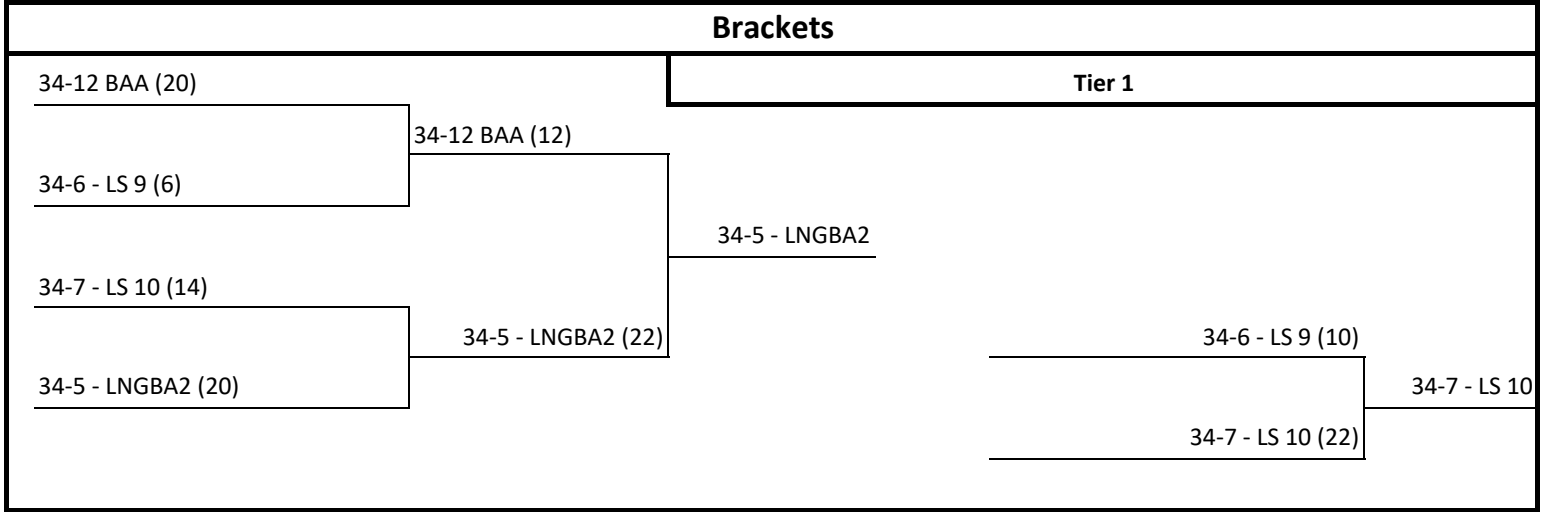 Brackets
34-12 BAA (20)
Tier 1
34-12 BAA (12)
34-6 - LS 9 (6)
34-5 - LNGBA2
34-7 - LS 10 (14)
34-5 - LNGBA2 (22)
34-6 - LS 9 (10)
34-5 - LNGBA2 (20)
34-7 - LS 10
34-7 - LS 10 (22)